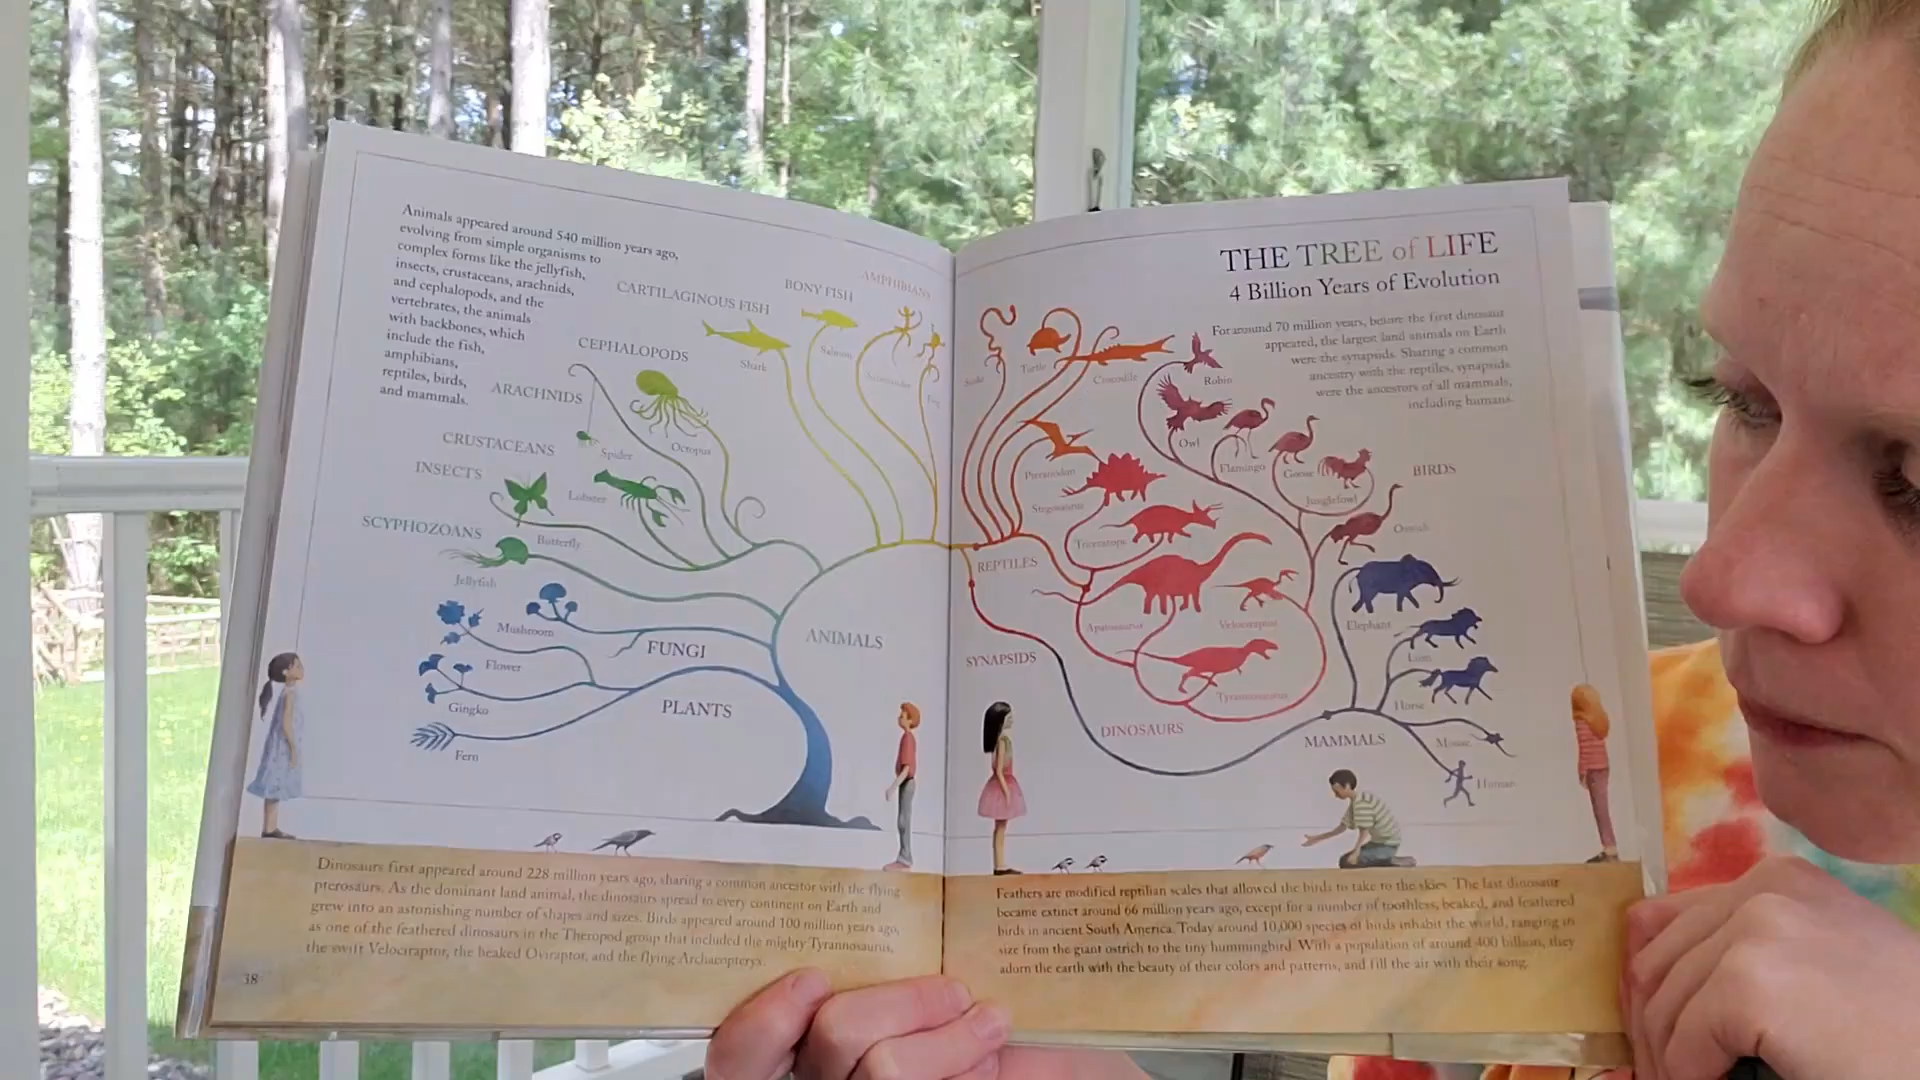 Animals appeared around 540 million years ago,
evolving from simple organisms to
complex forms like the jellyfish,
insects, crustaceans, arachnids,
and cephalopods, and the
vertebrates, the animals
with backbones, which
include the fish,
amphibians,
reptiles, birds,
and mammals.
CARTILAGINOUS FISH
BONY FISH
AMPHIBIANS
CEPHALOPODS
ARACHNIDS
CRUSTACEANS
INSECTS
SCYPHOZOANS
Shark
Salmon
Salamander
Frog
Octopus
Spider
Lobster
Butterfly
Jellyfish
Mushroom
FUNGI
Flower
Gingko
PLANTS
Fern
ANIMALS
Dinosaurs first appeared around 228 million years ago, sharing a common ancestor with the flying
pterosaurs. As the dominant land animal, the dinosaurs spread to every continent on Earth and
grew into an astonishing number of shapes and sizes. Birds appeared around 100 million years ago,
as one of the feathered dinosaurs in the Theropod group that included the mighty Tyrannosaurus,
the swift Velociraptor, the beaked Oviraptor, and the flying Archaeopteryx.
38
THE TREE of LIFE
4 Billion Years of Evolution
For around 70 million years, before the first dinosaur
appeared, the largest land animals on Earth
were the synapsids. Sharing a common
ancestry with the reptiles, synapsids
were the ancestors of all mammals,
including humans.
Snake
Turtle
Crocodile
Robin
Owl
Flamingo
Goose
Junglefowl
BIRDS
Ostrich
Pteranodon
Stegosaurus
Triceratops
REPTILES
Apatosaurus
Velociraptor
Tyrannosaurus
SYNAPSIDS
DINOSAURS
Elephant
Lion
Horse
MAMMALS
Mouse
Human
Feathers are modified reptilian scales that allowed the birds to take to the skies. The last dinosaur
became extinct around 66 million years ago, except for a number of toothless, beaked, and feathered
birds in ancient South America. Today around 10,000 species of birds inhabit the world, ranging in
size from the giant ostrich to the tiny hummingbird. With a population of around 400 billion, they
adorn the earth with the beauty of their colors and patterns, and fill the air with their song.